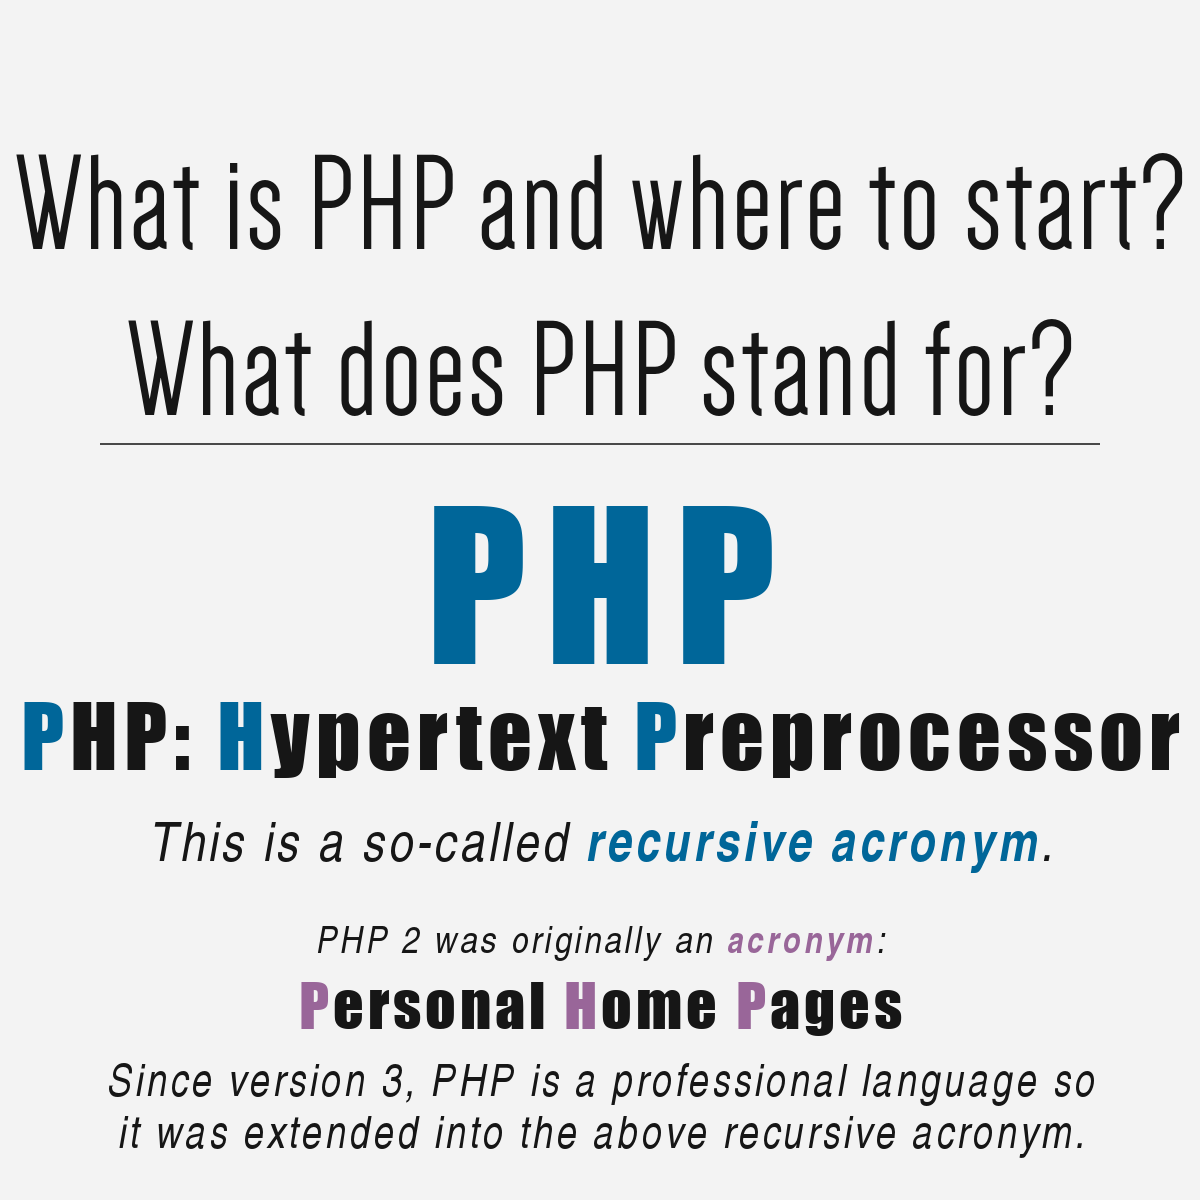 What is PHP and where to start?
What does PHP stand for?
PHP
PHP: Hypertext Preprocessor
This is a so-called recursive acronym.
PHP 2 was originally an acronym:
Personal Home Pages
Since version 3, PHP is a professional language so
it was extended into the above recursive acronym.